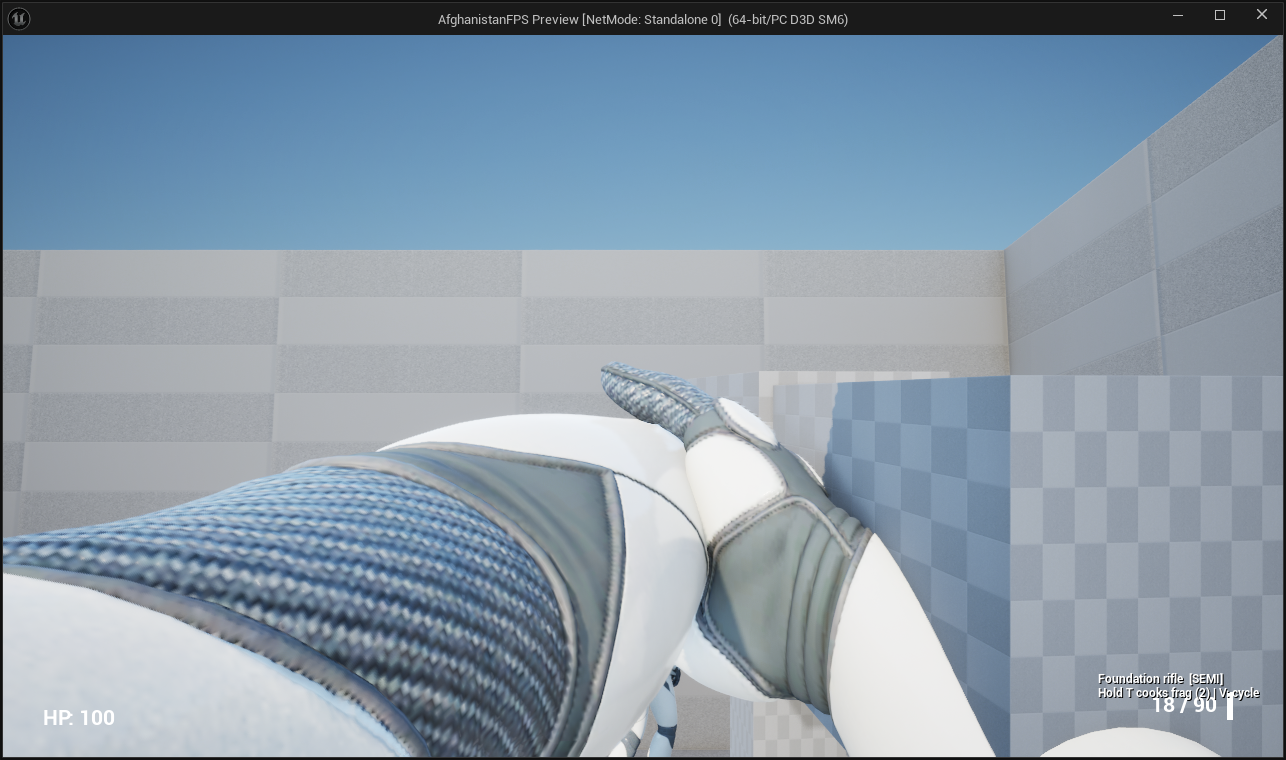 AfghanistanFPS Preview [NetMode: Standalone 0] (64-bit/PC D3D SM6)
Foundation rifle [SEMI]
Hold T cooks frag (2) | V: cycle
18 / 90
HP: 100